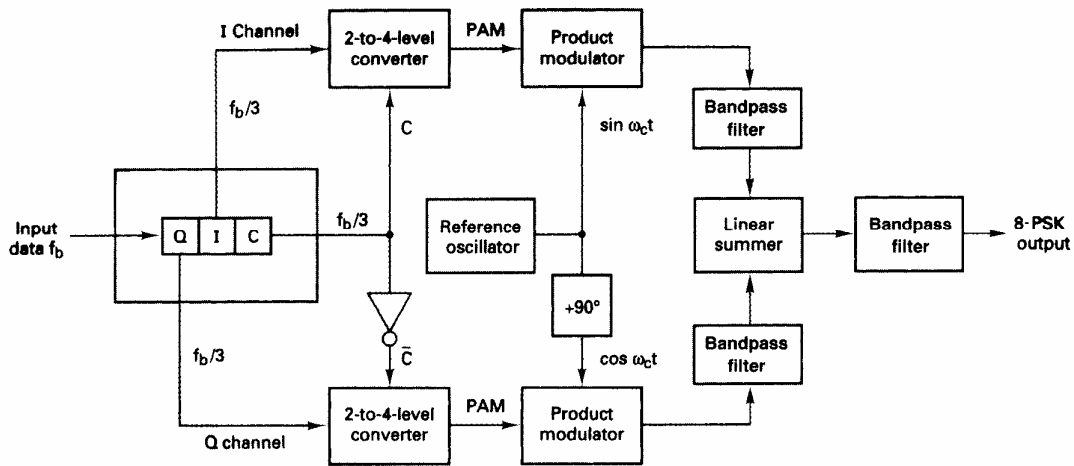 I Channel
2-to-4-level
converter
PAM
Product
modulator
f_b/3
C
sin ω_ct
Bandpass
filter
Input
data f_b
Q
I
C
f_b/3
Reference
oscillator
Linear
summer
Bandpass
filter
8-PSK
output
+90°
f_b/3
C̄
cos ω_ct
Bandpass
filter
Q channel
2-to-4-level
converter
PAM
Product
modulator